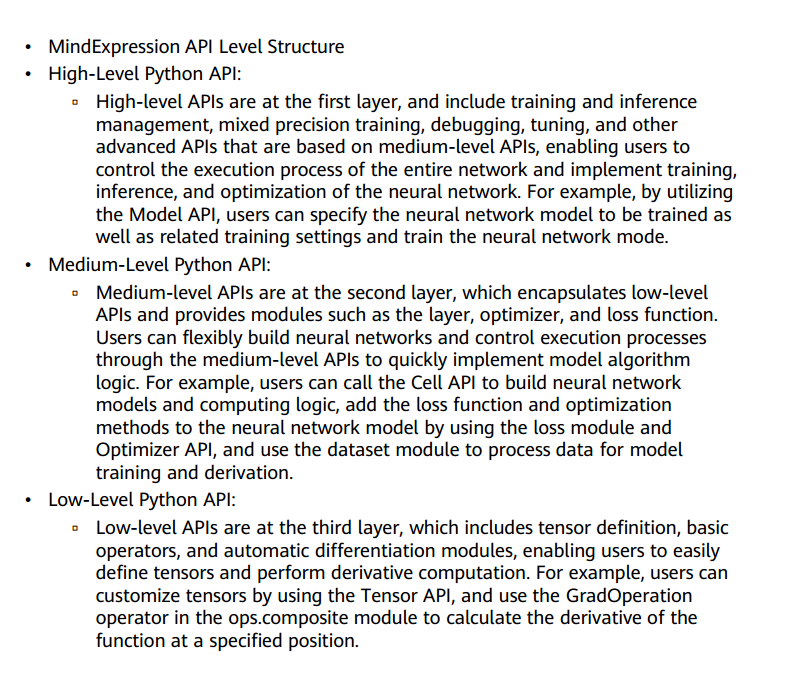 • MindExpression API Level Structure
• High-Level Python API:
▫ High-level APIs are at the first layer, and include training and inference
management, mixed precision training, debugging, tuning, and other
advanced APIs that are based on medium-level APIs, enabling users to
control the execution process of the entire network and implement training,
inference, and optimization of the neural network. For example, by utilizing
the Model API, users can specify the neural network model to be trained as
well as related training settings and train the neural network mode.
• Medium-Level Python API:
▫ Medium-level APIs are at the second layer, which encapsulates low-level
APIs and provides modules such as the layer, optimizer, and loss function.
Users can flexibly build neural networks and control execution processes
through the medium-level APIs to quickly implement model algorithm
logic. For example, users can call the Cell API to build neural network
models and computing logic, add the loss function and optimization
methods to the neural network model by using the loss module and
Optimizer API, and use the dataset module to process data for model
training and derivation.
• Low-Level Python API:
▫ Low-level APIs are at the third layer, which includes tensor definition, basic
operators, and automatic differentiation modules, enabling users to easily
define tensors and perform derivative computation. For example, users can
customize tensors by using the Tensor API, and use the GradOperation
operator in the ops.composite module to calculate the derivative of the
function at a specified position.